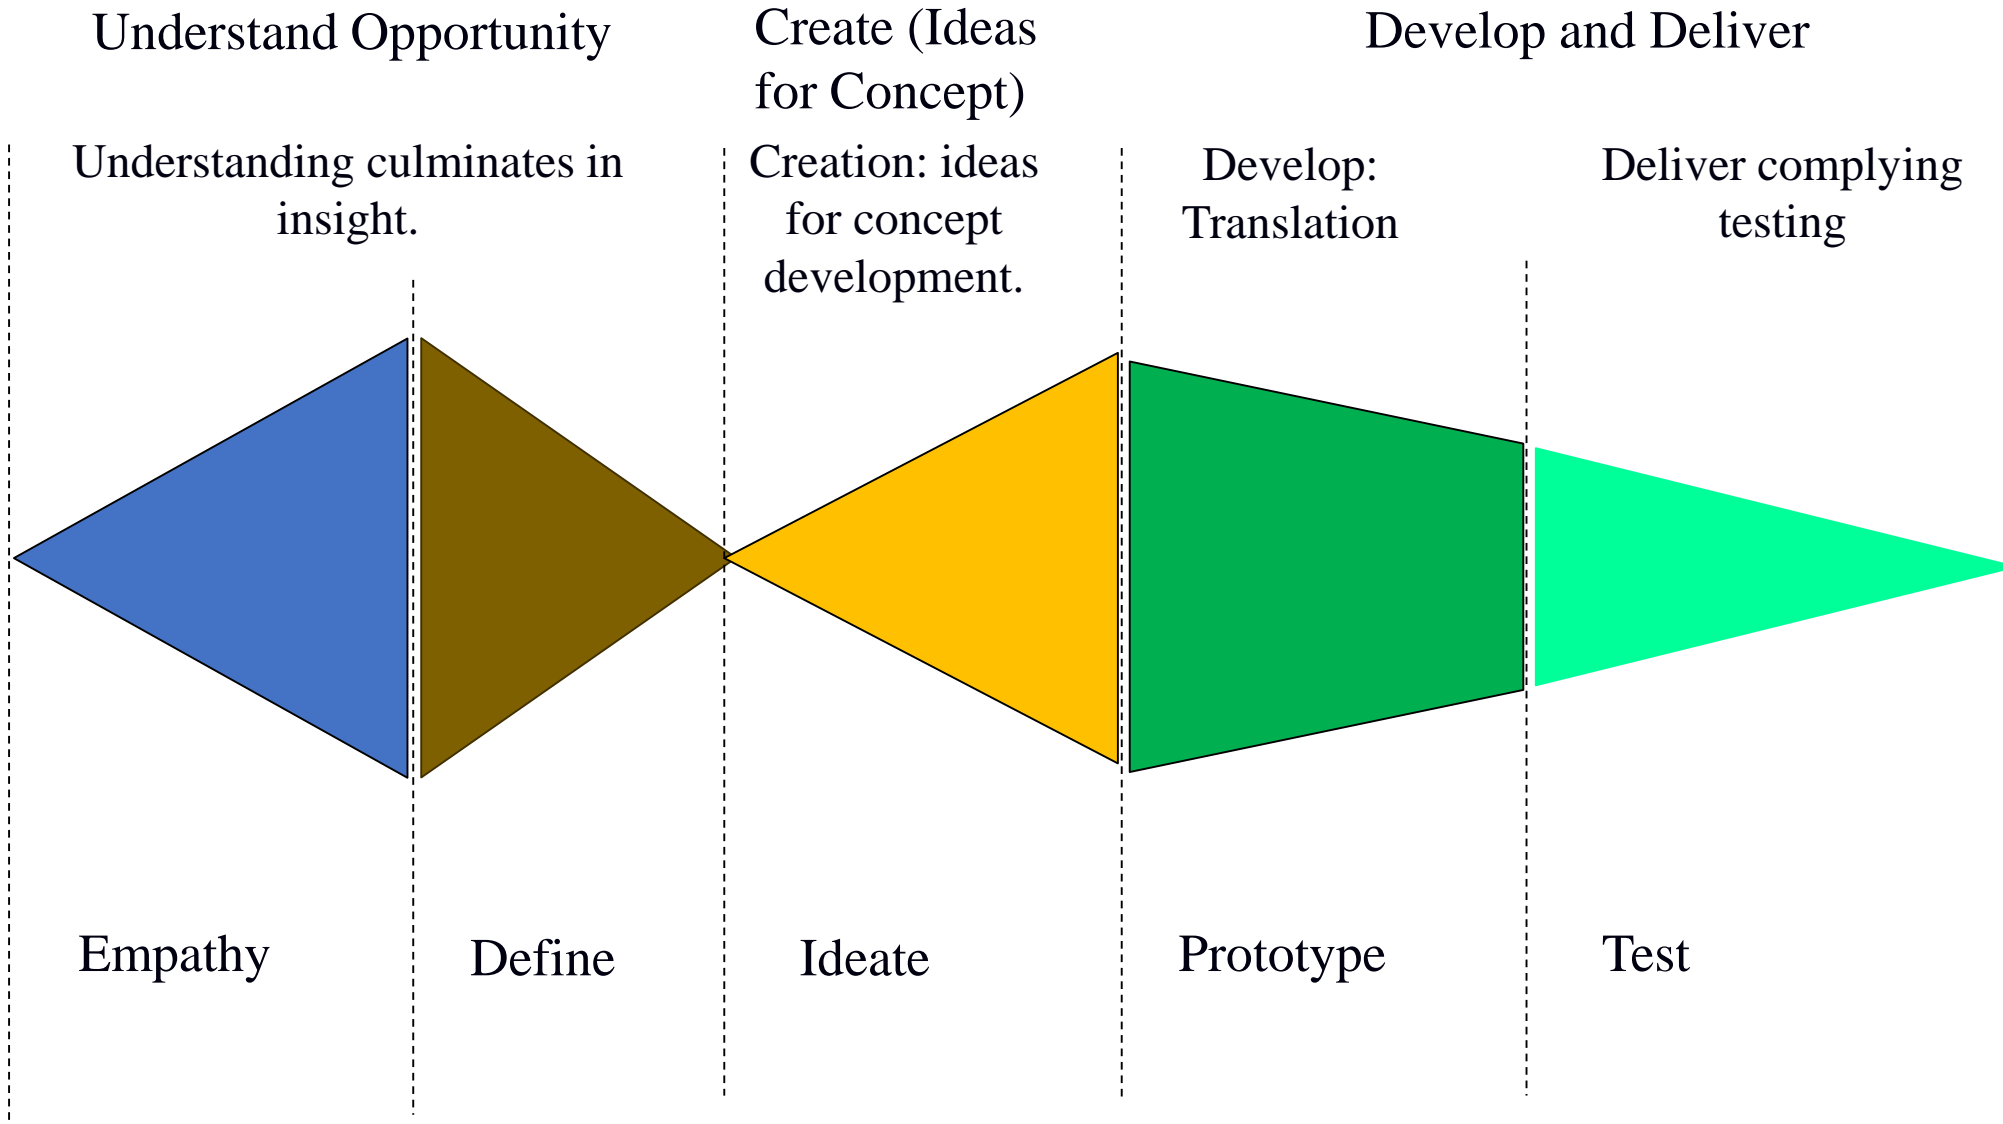 Understand Opportunity
Create (Ideas
for Concept)
Develop and Deliver
Understanding culminates in
insight.
Creation: ideas
for concept
development.
Develop:
Translation
Deliver complying
testing
Empathy
Define
Ideate
Prototype
Test